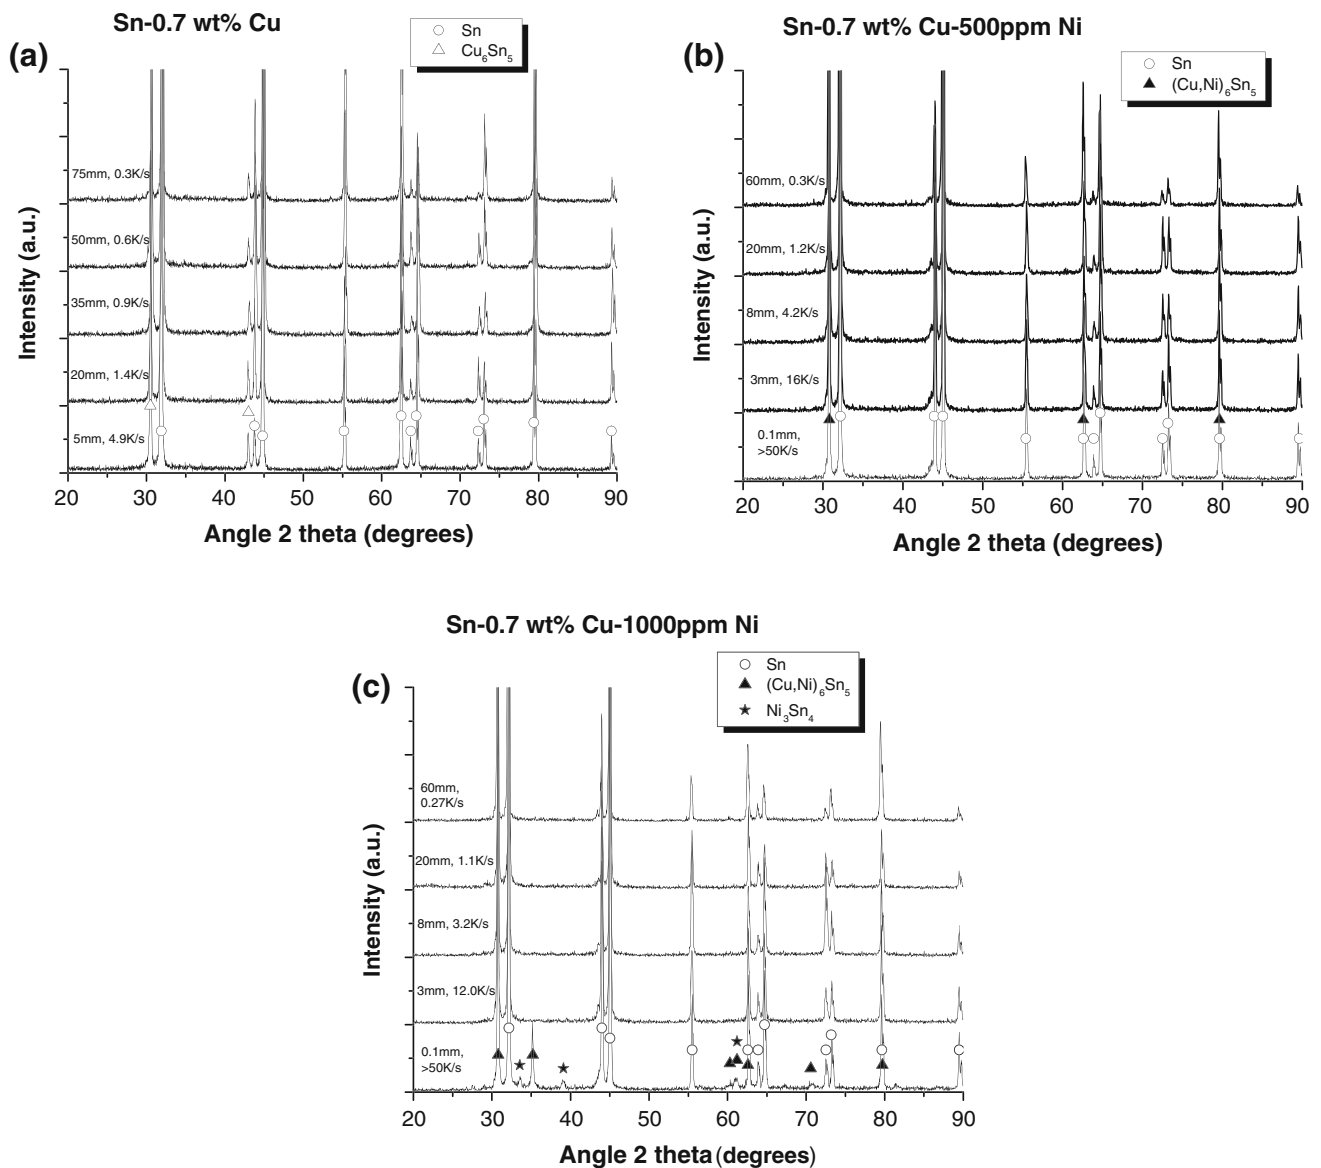 Sn-0.7 wt% Cu
(a)
Sn
Cu6Sn5
Intensity (a.u.)
75mm, 0.3K/s
50mm, 0.6K/s
35mm, 0.9K/s
20mm, 1.4K/s
5mm, 4.9K/s
20 30 40 50 60 70 80 90
Angle 2 theta (degrees)
Sn-0.7 wt% Cu-500ppm Ni
(b)
Sn
(Cu,Ni)6Sn5
Intensity (a.u.)
60mm, 0.3K/s
20mm, 1.2K/s
8mm, 4.2K/s
3mm, 16K/s
0.1mm,
>50K/s
20 30 40 50 60 70 80 90
Angle 2 theta (degrees)
Sn-0.7 wt% Cu-1000ppm Ni
(c)
Sn
(Cu,Ni)6Sn5
Ni3Sn4
Intensity (a.u.)
60mm,
0.27K/s
20mm, 1.1K/s
8mm, 3.2K/s
3mm, 12.0K/s
0.1mm,
>50K/s
20 30 40 50 60 70 80 90
Angle 2 theta (degrees)